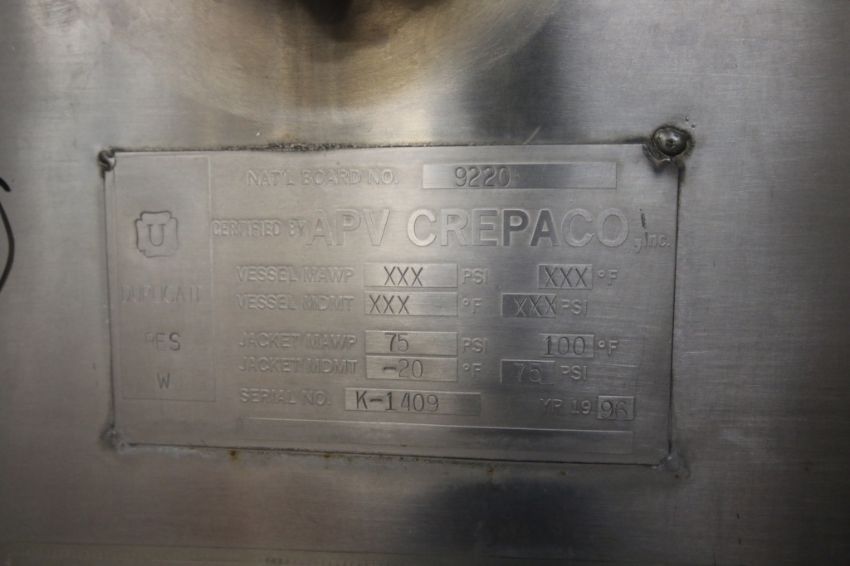 NAT'L BOARD NO. 9220
U
CERTIFIED BY APV CREPACO, Inc.
VESSEL MAWP XXX PSI XXX °F
VESSEL MDMT XXX °F XXX PSI
DUPLICATE
JACKET MAWP 75 PSI 100 °F
RES
JACKET MDMT -20 °F 75 PSI
W
SERIAL NO. K-1409 YR 19 96